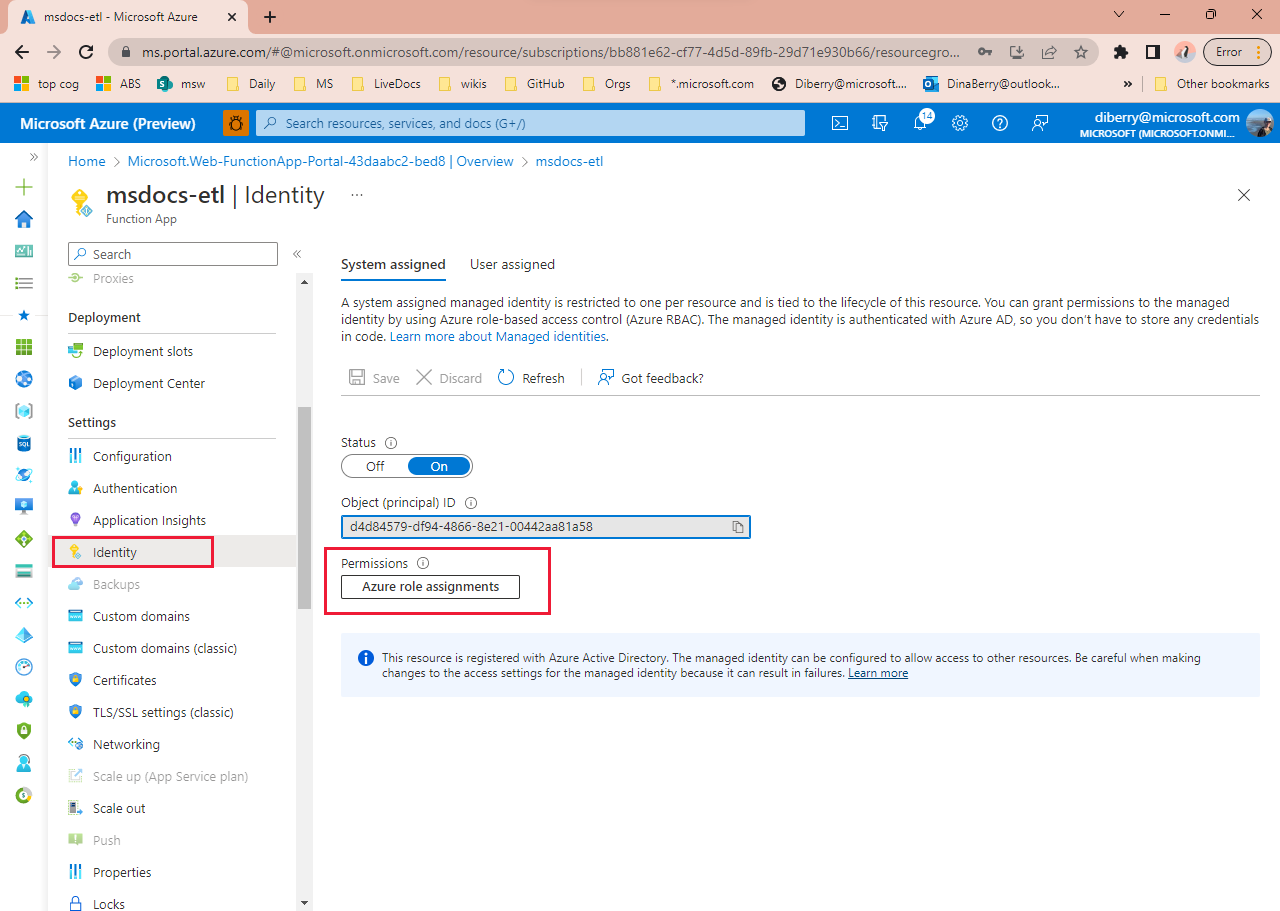 msdocs-etl - Microsoft Azure
ms.portal.azure.com/#@microsoft.onmicrosoft.com/resource/subscriptions/bb881e62-cf77-4d5d-89fb-29d71e930b66/resourcegro...
Error
top cog
ABS
msw
Daily
MS
LiveDocs
wikis
GitHub
Orgs
*.microsoft.com
Diberry@microsoft....
DinaBerry@outlook...
»
Other bookmarks
Microsoft Azure (Preview)
Search resources, services, and docs (G+/)
14
diberry@microsoft.com
MICROSOFT (MICROSOFT.ONMI...
Home > Microsoft.Web-FunctionApp-Portal-43daabc2-bed8 | Overview > msdocs-etl
msdocs-etl | Identity ...
Function App
Search
Proxies
Deployment
Deployment slots
Deployment Center
Settings
Configuration
Authentication
Application Insights
Identity
Backups
Custom domains
Custom domains (classic)
Certificates
TLS/SSL settings (classic)
Networking
Scale up (App Service plan)
Scale out
Push
Properties
Locks
System assigned
User assigned
A system assigned managed identity is restricted to one per resource and is tied to the lifecycle of this resource. You can grant permissions to the managed
identity by using Azure role-based access control (Azure RBAC). The managed identity is authenticated with Azure AD, so you don't have to store any credentials
in code. Learn more about Managed identities.
Save
Discard
Refresh
Got feedback?
Status
Off
On
Object (principal) ID
d4d84579-df94-4866-8e21-00442aa81a58
Permissions
Azure role assignments
This resource is registered with Azure Active Directory. The managed identity can be configured to allow access to other resources. Be careful when making
changes to the access settings for the managed identity because it can result in failures. Learn more